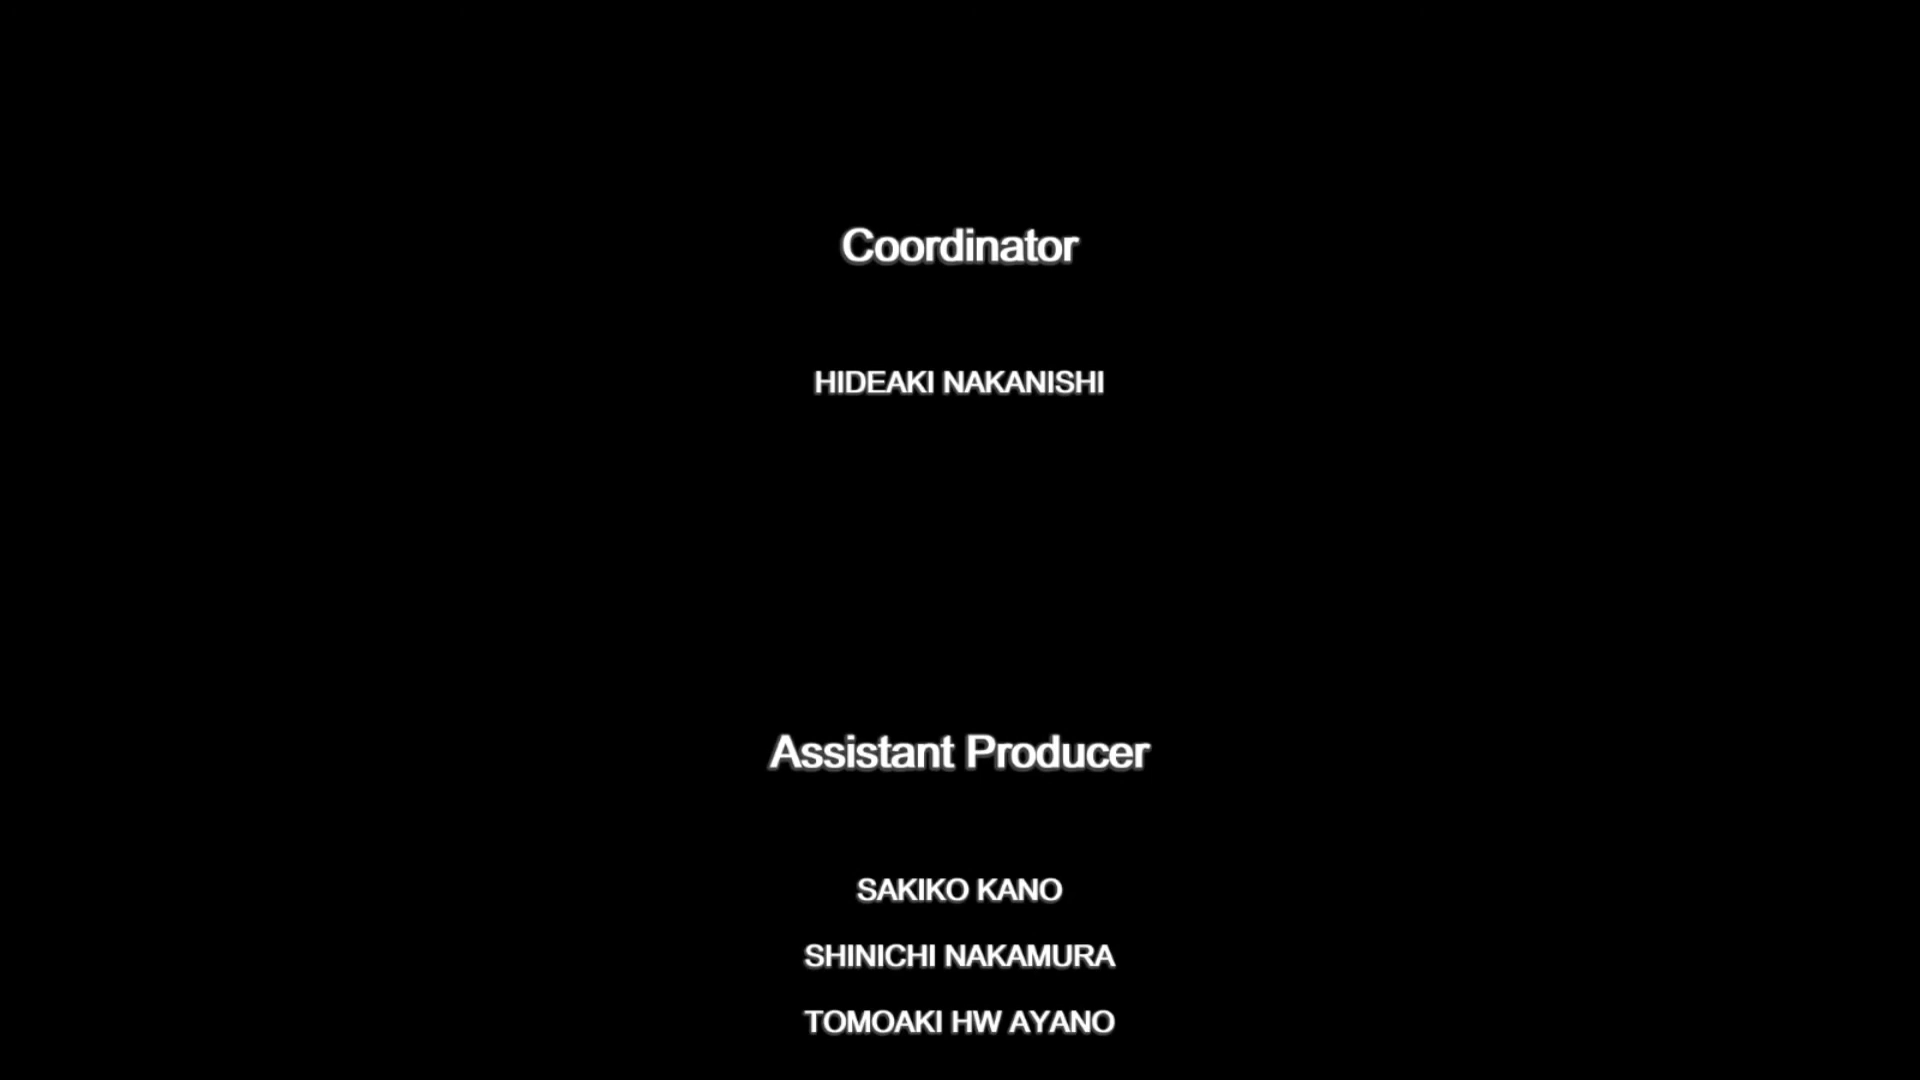 Coordinator
HIDEAKI NAKANISHI
Assistant Producer
SAKIKO KANO
SHINICHI NAKAMURA
TOMOAKI HW AYANO